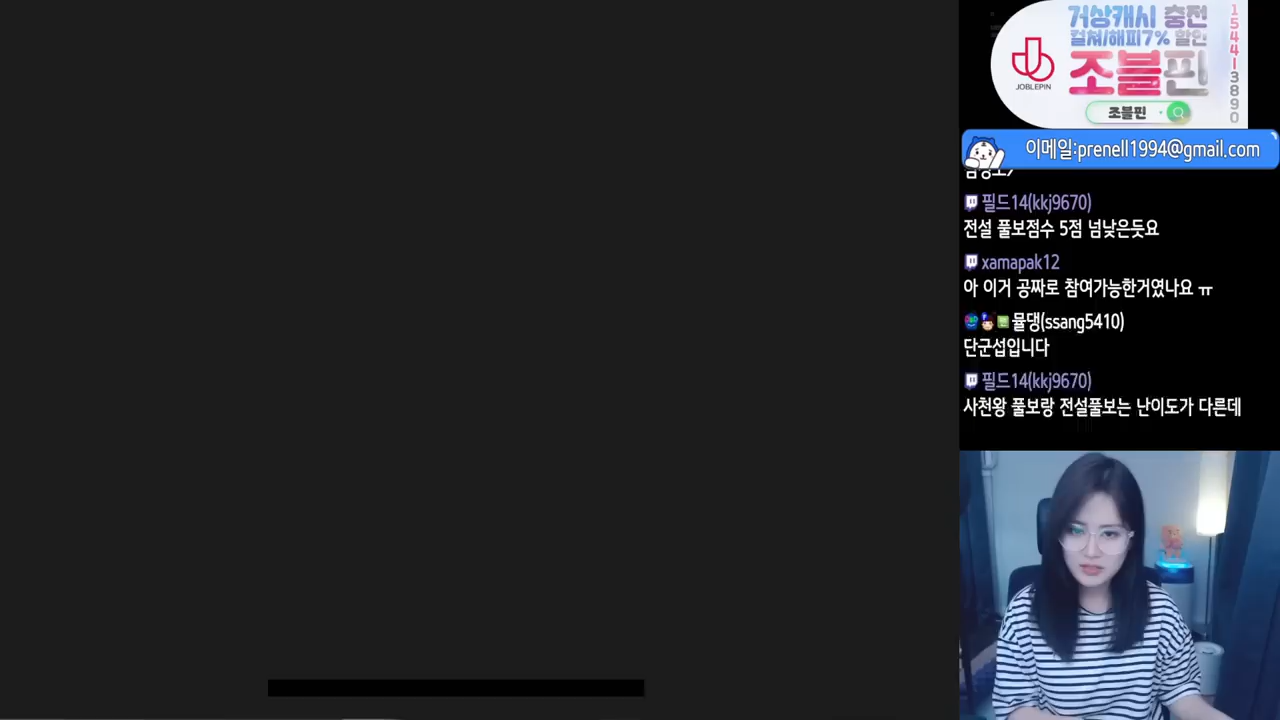 거상캐시 충전
컬쳐/해피7% 할인
조블핀
JOBLEPIN
조블핀
1544-3890
이메일:prenell1994@gmail.com
필드14(kkj9670)
전설 풀보점수 5점 넘낮은듯요
xamapak12
아 이거 공짜로 참여가능한거였나요 ㅠ
뮬댕(ssang5410)
단군섭입니다
필드14(kkj9670)
사천왕 풀보랑 전설풀보는 난이도가 다른데